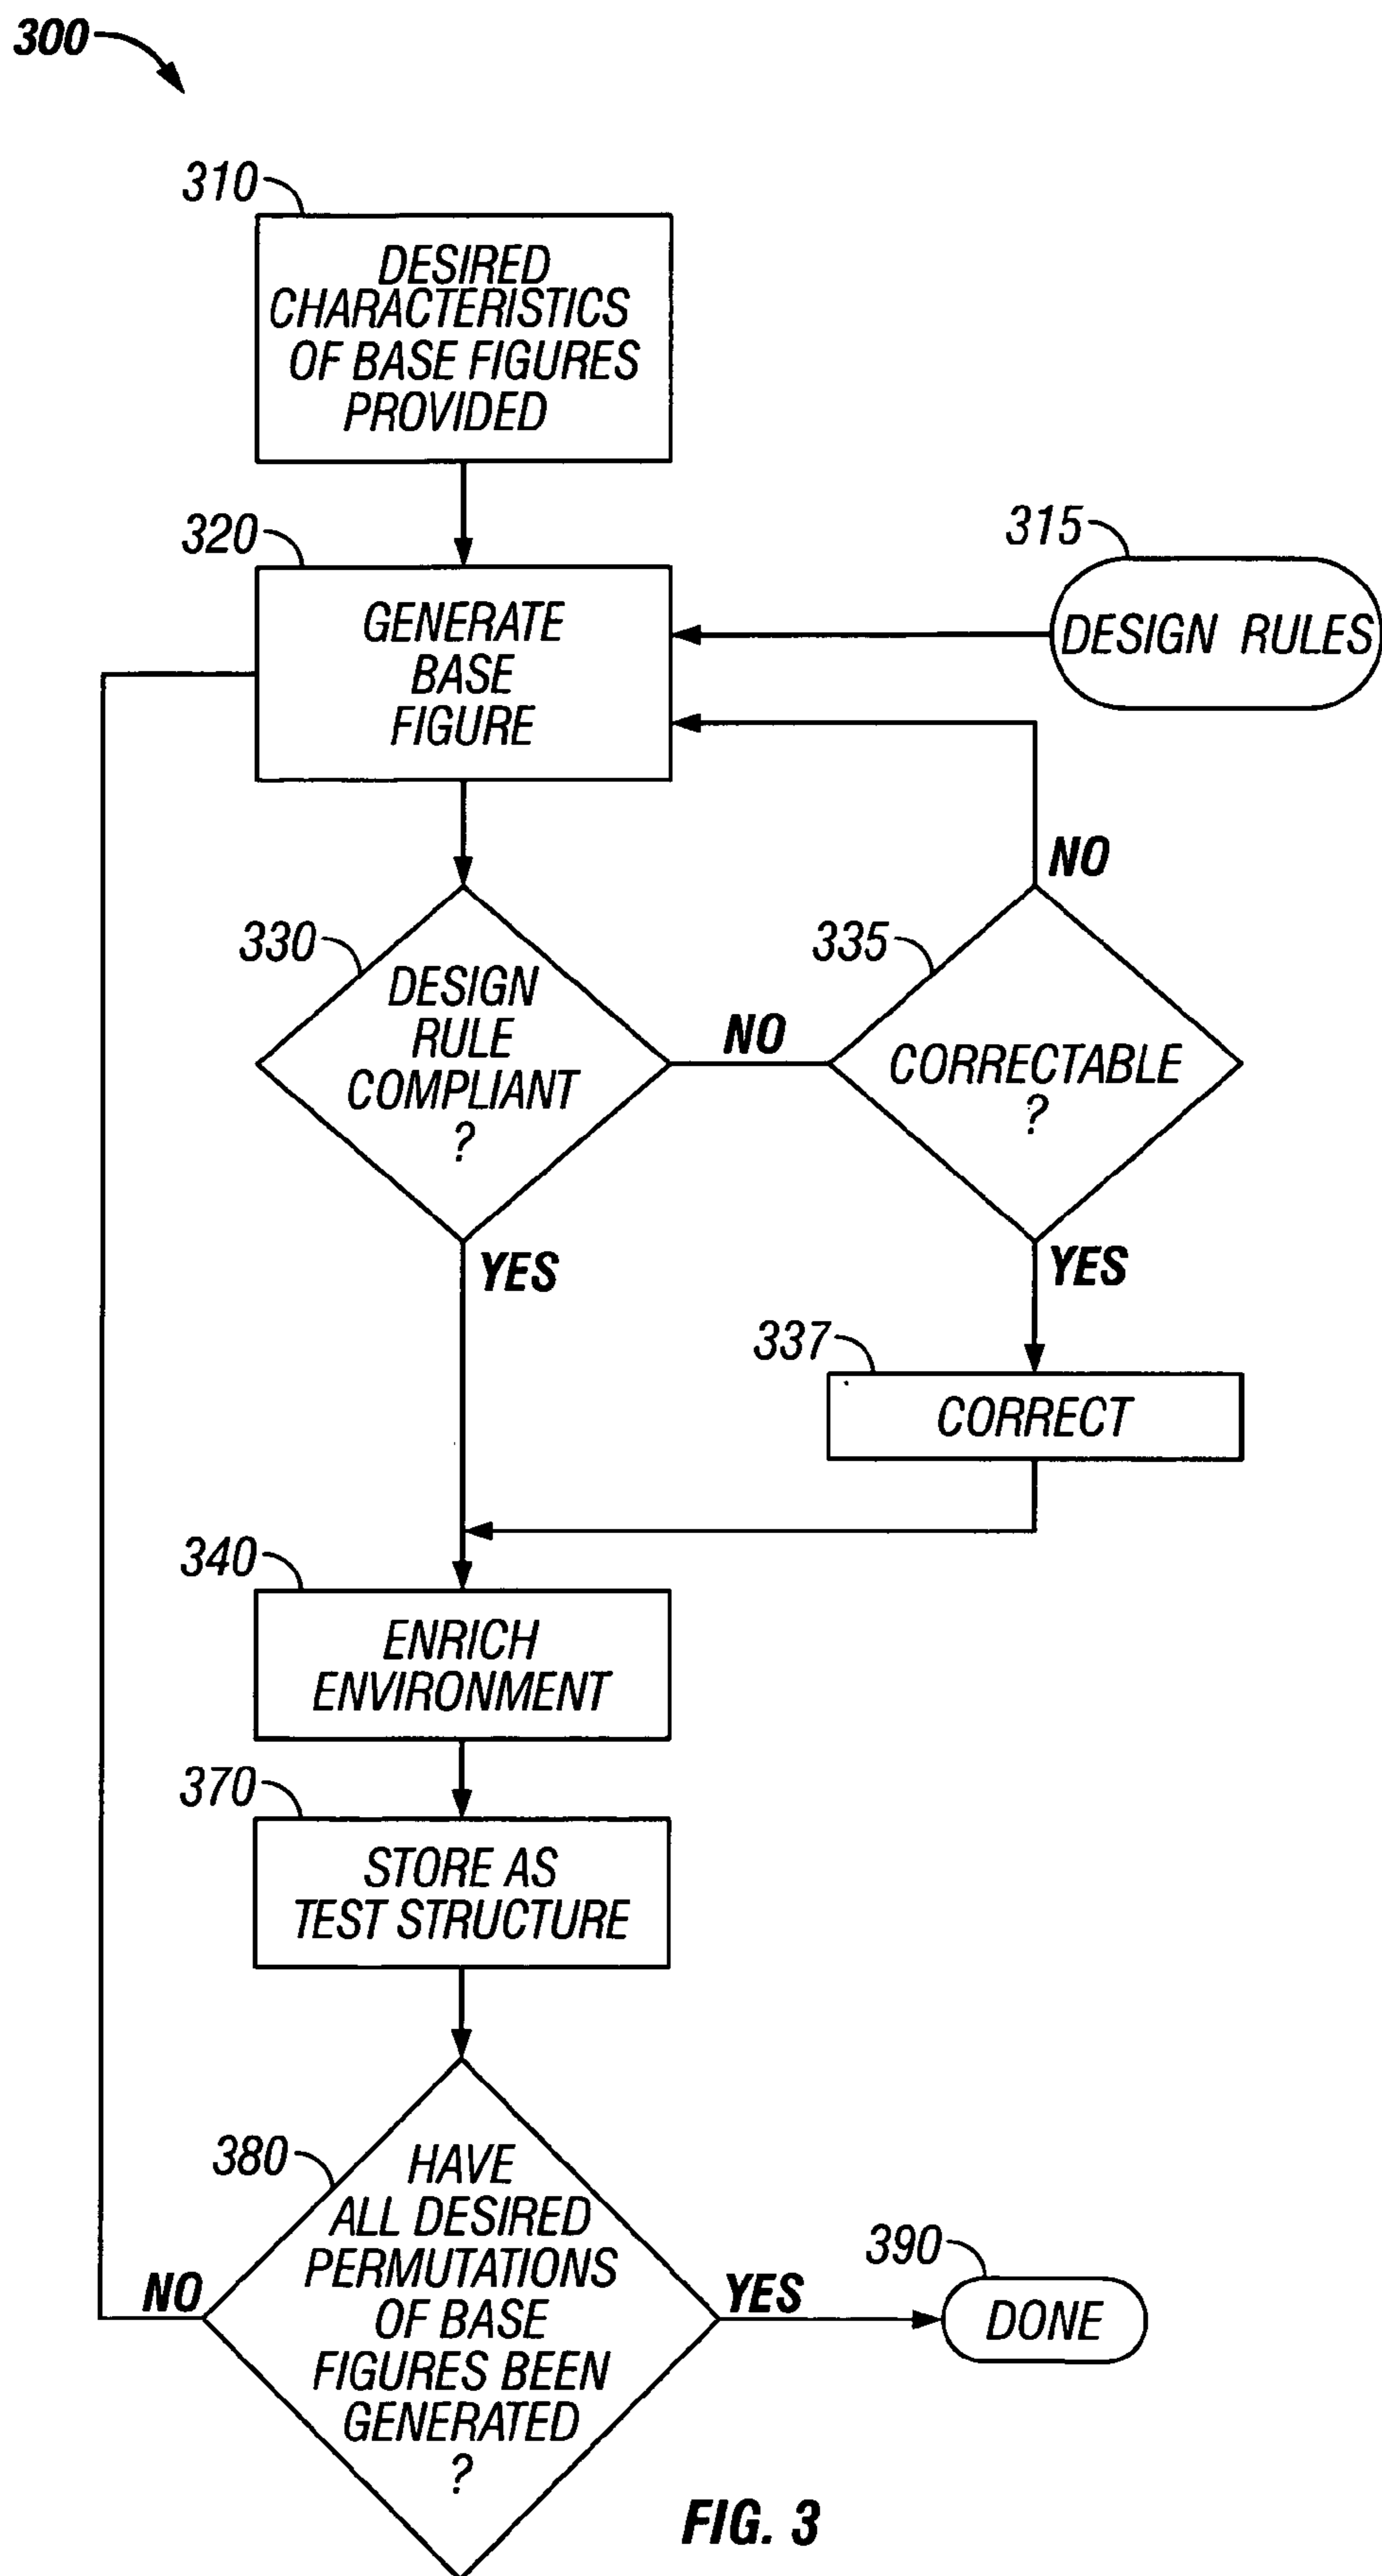 300
310
DESIRED
CHARACTERISTICS
OF BASE FIGURES
PROVIDED
320
315
GENERATE
BASE
FIGURE
DESIGN RULES
NO
330
335
DESIGN
RULE
COMPLIANT
?
NO
CORRECTABLE
?
YES
YES
337
CORRECT
340
ENRICH
ENVIRONMENT
370
STORE AS
TEST STRUCTURE
380
HAVE
ALL DESIRED
PERMUTATIONS
OF BASE
FIGURES BEEN
GENERATED
?
NO
YES
390
DONE
FIG. 3